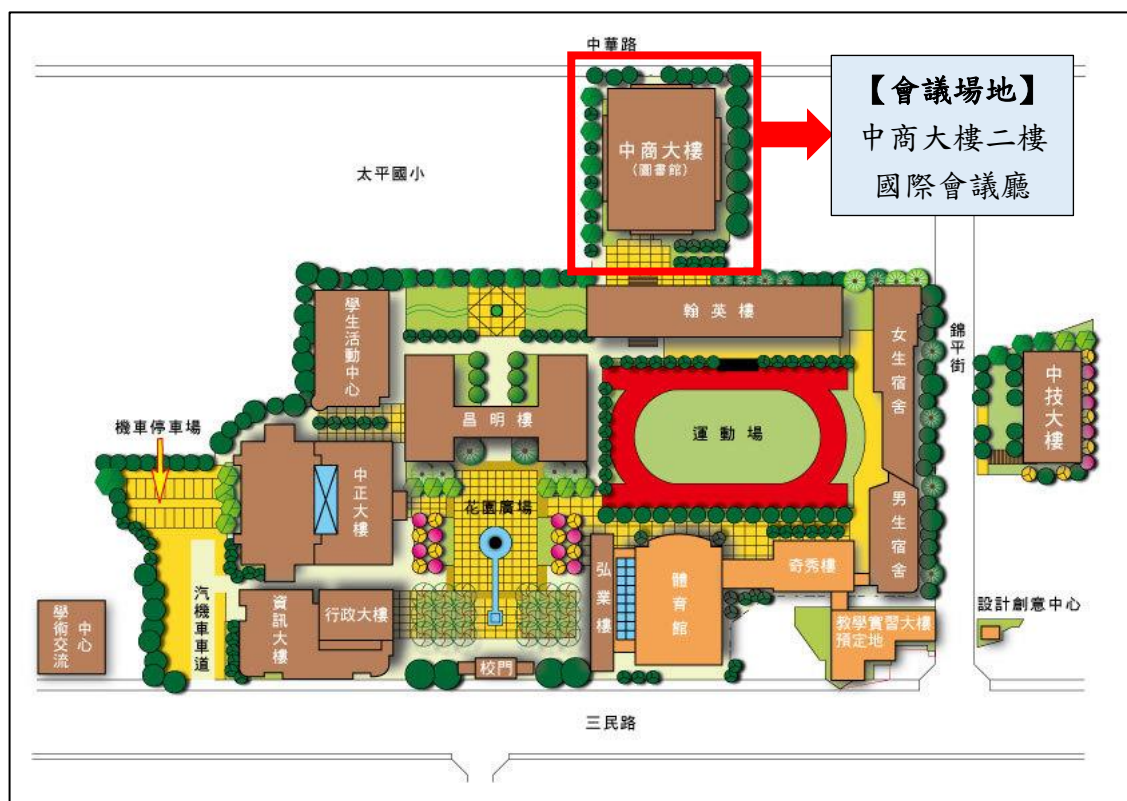 中華路
【會議場地】
中商大樓二樓
國際會議廳
中商大樓
(圖書館)
太平國小
翰英樓
學生活動中心
女生宿舍
錦平街
中技大樓
昌明樓
運動場
機車停車場
中正大樓
花園廣場
男生宿舍
弘業樓
體育館
奇秀樓
學術交流
中心
汽機車車道
資訊大樓
行政大樓
校門
教學實習大樓
預定地
設計創意中心
三民路